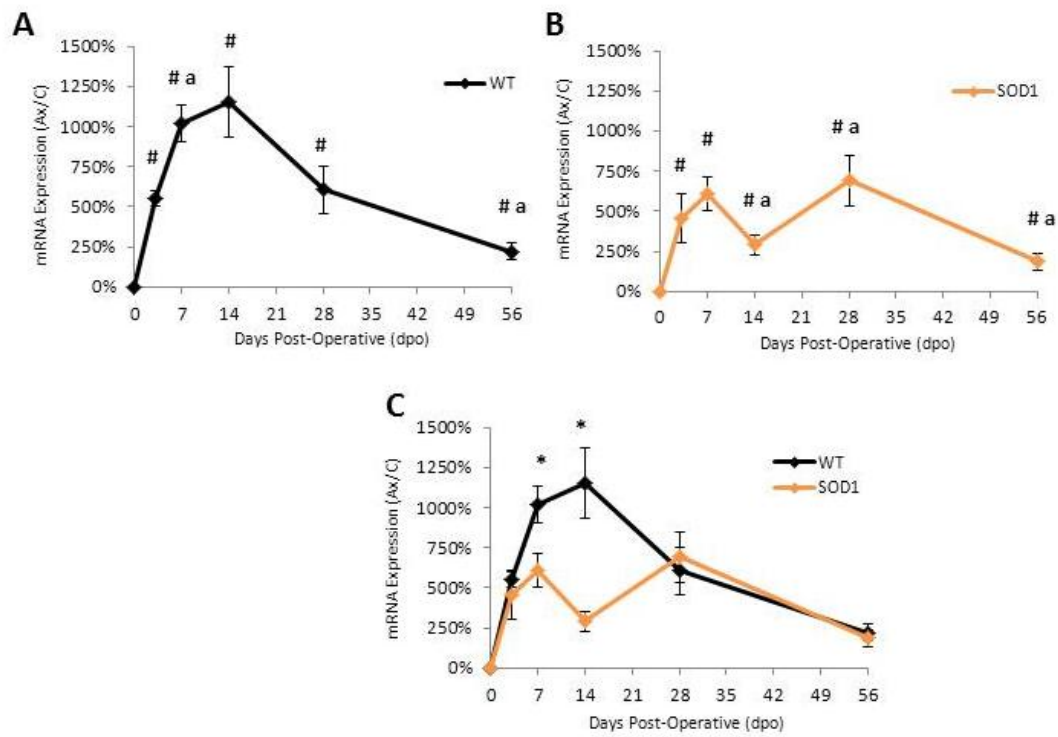 A
mRNA Expression (Ax/C)
1500%
1250%
1000%
750%
500%
250%
0%
#
# a
#
#
# a
WT
0 7 14 21 28 35 42 49 56
Days Post-Operative (dpo)
B
mRNA Expression (Ax/C)
1500%
1250%
1000%
750%
500%
250%
0%
#
#
# a
# a
# a
SOD1
0 7 14 21 28 35 42 49 56
Days Post-Operative (dpo)
C
mRNA Expression (Ax/C)
1500%
1250%
1000%
750%
500%
250%
0%
*
*
WT
SOD1
0 7 14 21 28 35 42 49 56
Days Post-Operative (dpo)